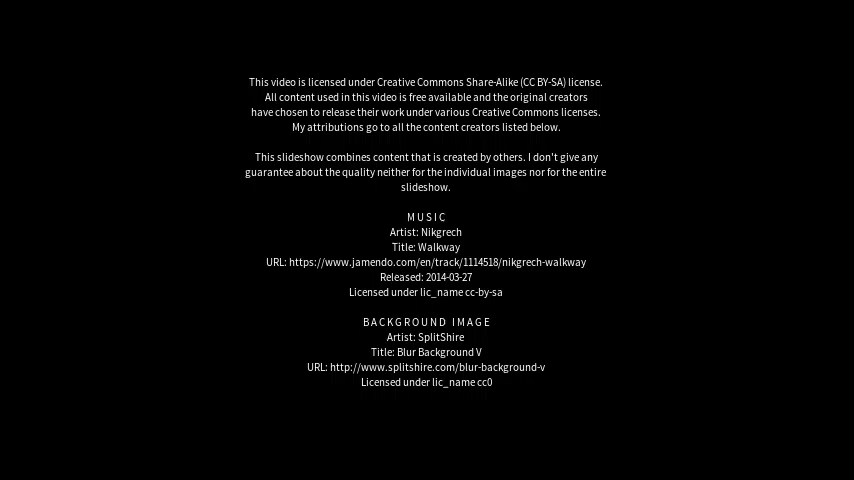 This video is licensed under Creative Commons Share-Alike (CC BY-SA) license.
All content used in this video is free available and the original creators
have chosen to release their work under various Creative Commons licenses.
My attributions go to all the content creators listed below.
This slideshow combines content that is created by others. I don't give any
guarantee about the quality neither for the individual images nor for the entire
slideshow.
M U S I C
Artist: Nikgrech
Title: Walkway
URL: https://www.jamendo.com/en/track/1114518/nikgrech-walkway
Released: 2014-03-27
Licensed under lic_name cc-by-sa
B A C K G R O U N D  I M A G E
Artist: SplitShire
Title: Blur Background V
URL: http://www.splitshire.com/blur-background-v
Licensed under lic_name cc0